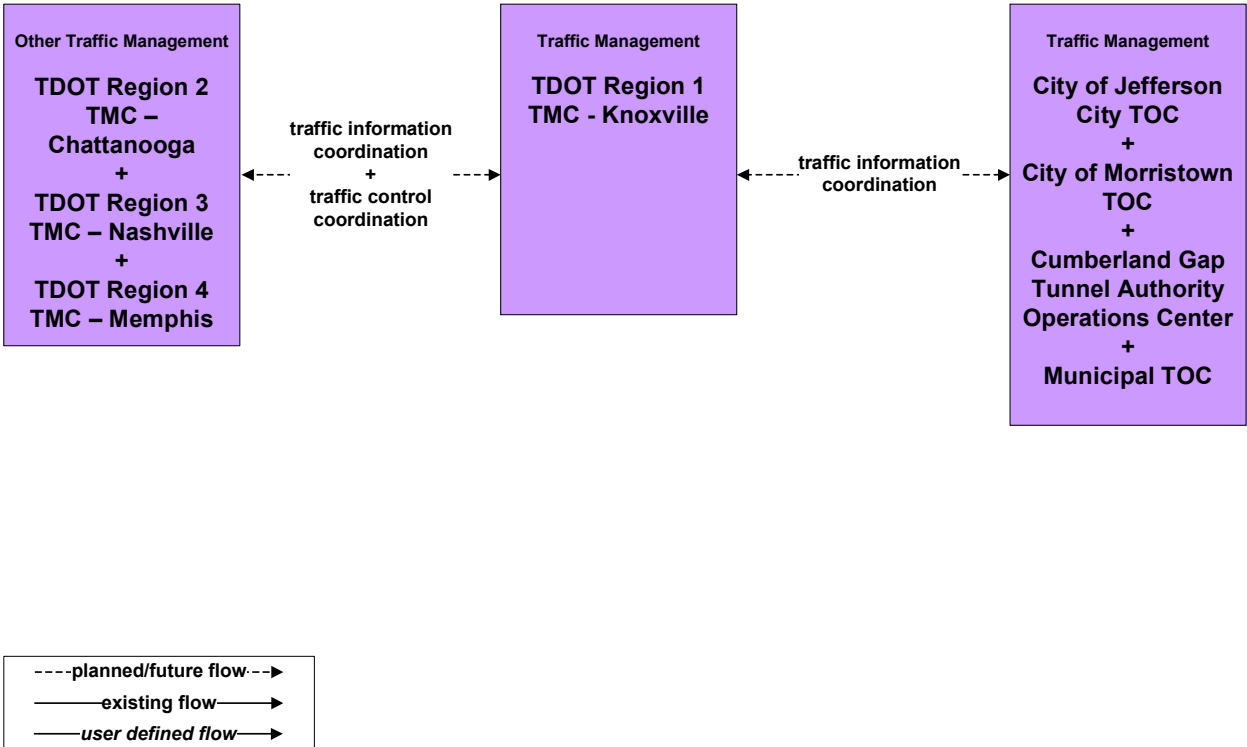 Other Traffic Management
TDOT Region 2
TMC –
Chattanooga
+
TDOT Region 3
TMC – Nashville
+
TDOT Region 4
TMC – Memphis
traffic information
coordination
+
traffic control
coordination
Traffic Management
TDOT Region 1
TMC - Knoxville
traffic information
coordination
Traffic Management
City of Jefferson
City TOC
+
City of Morristown
TOC
+
Cumberland Gap
Tunnel Authority
Operations Center
+
Municipal TOC
planned/future flow
existing flow
user defined flow